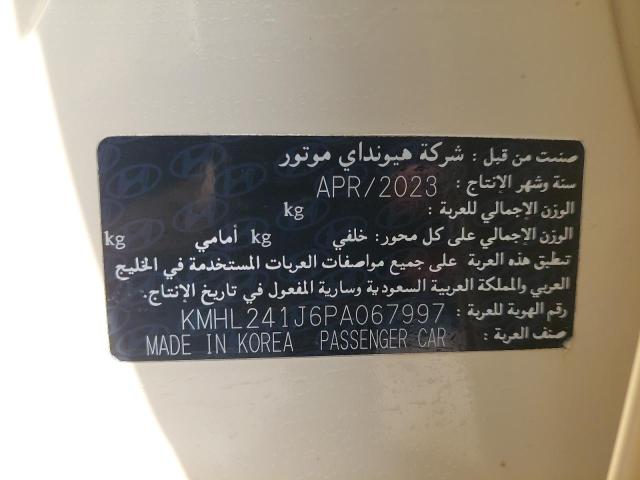 صنعت من قبل : شركة هيونداي موتور
سنة وشهر الإنتاج : APR/2023
الوزن الإجمالي للعربة : kg
الوزن الإجمالي على كل محور: خلفي kg أمامي kg
تطبق هذه العربة على جميع مواصفات العربات المستخدمة في الخليج
العربي والمملكة العربية السعودية وسارية المفعول في تاريخ الإنتاج.
رقم الهوية للعربة : KMHL241J6PA067997
صنف العربة : MADE IN KOREA PASSENGER CAR